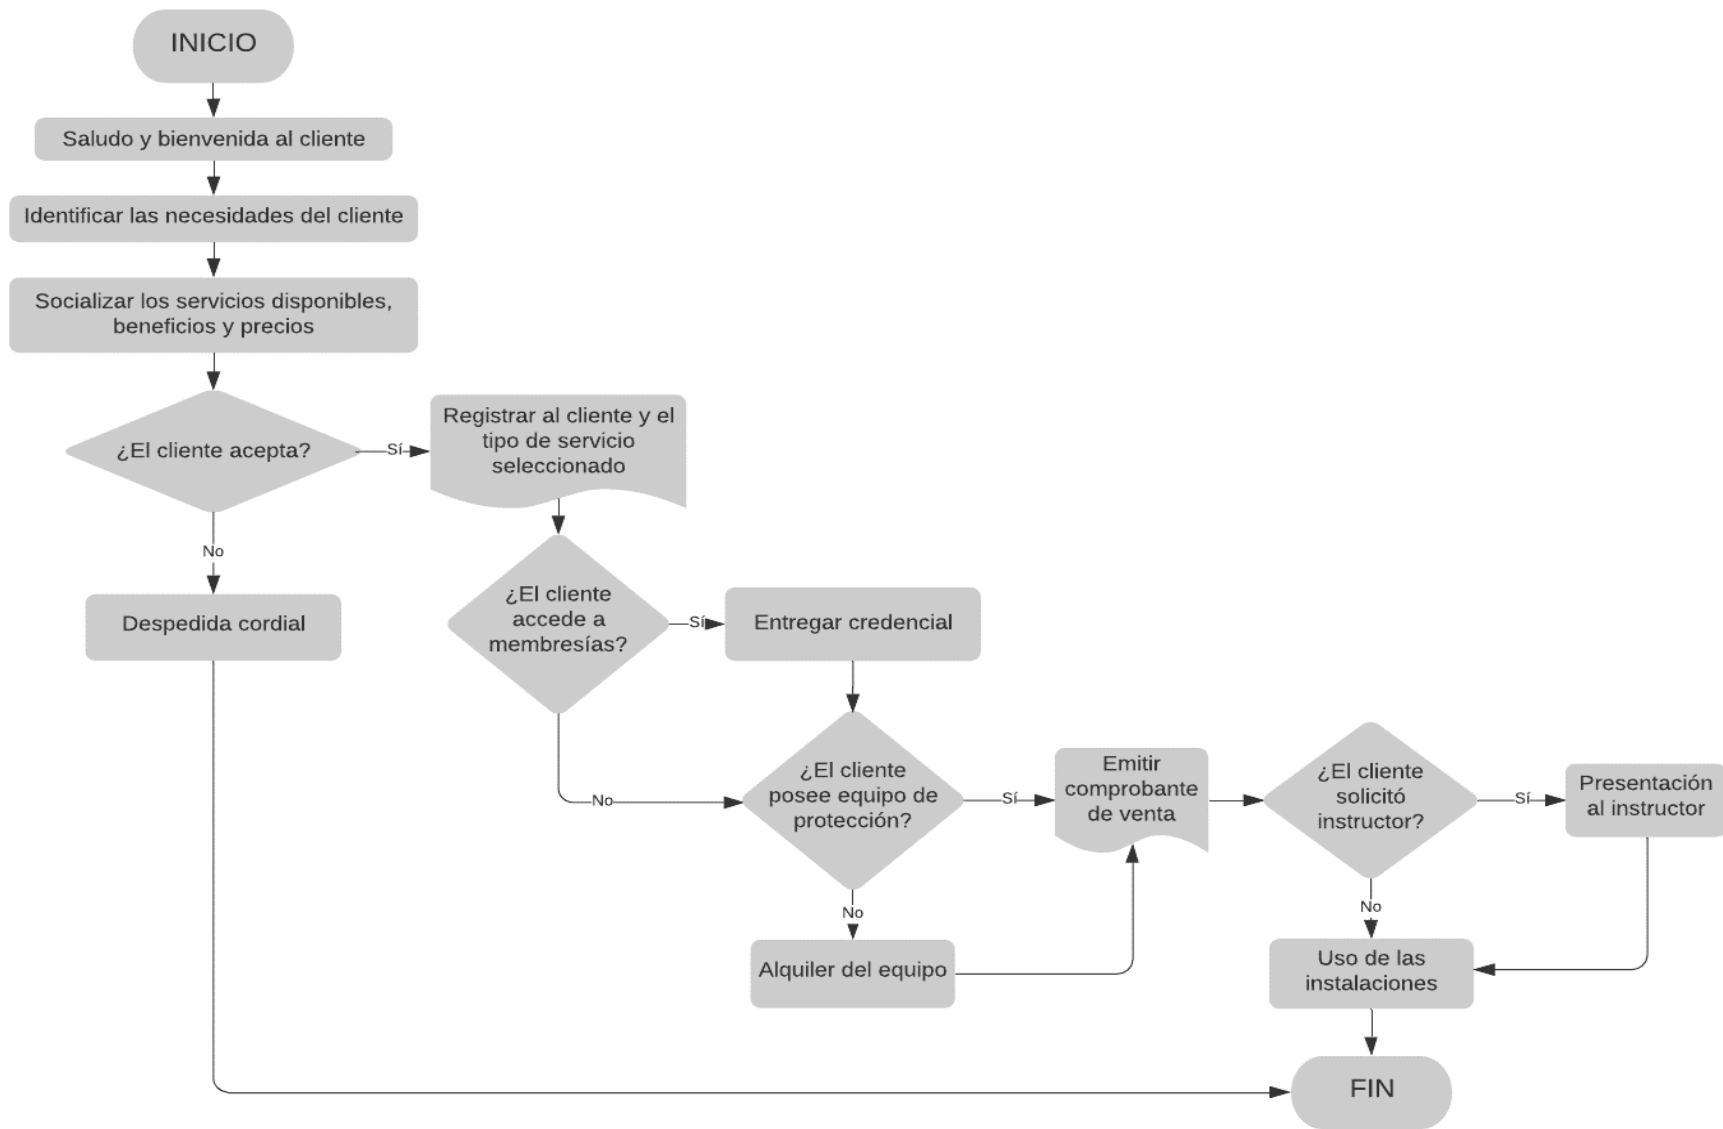 INICIO
Saludo y bienvenida al cliente
Identificar las necesidades del cliente
Socializar los servicios disponibles,
beneficios y precios
¿El cliente acepta?
Sí
Registrar al cliente y el
tipo de servicio
seleccionado
No
Despedida cordial
¿El cliente
accede a
membresías?
Sí
Entregar credencial
No
¿El cliente
posee equipo de
protección?
Sí
Emitir
comprobante
de venta
No
Alquiler del equipo
¿El cliente
solicitó
instructor?
Sí
Presentación
al instructor
No
Uso de las
instalaciones
FIN